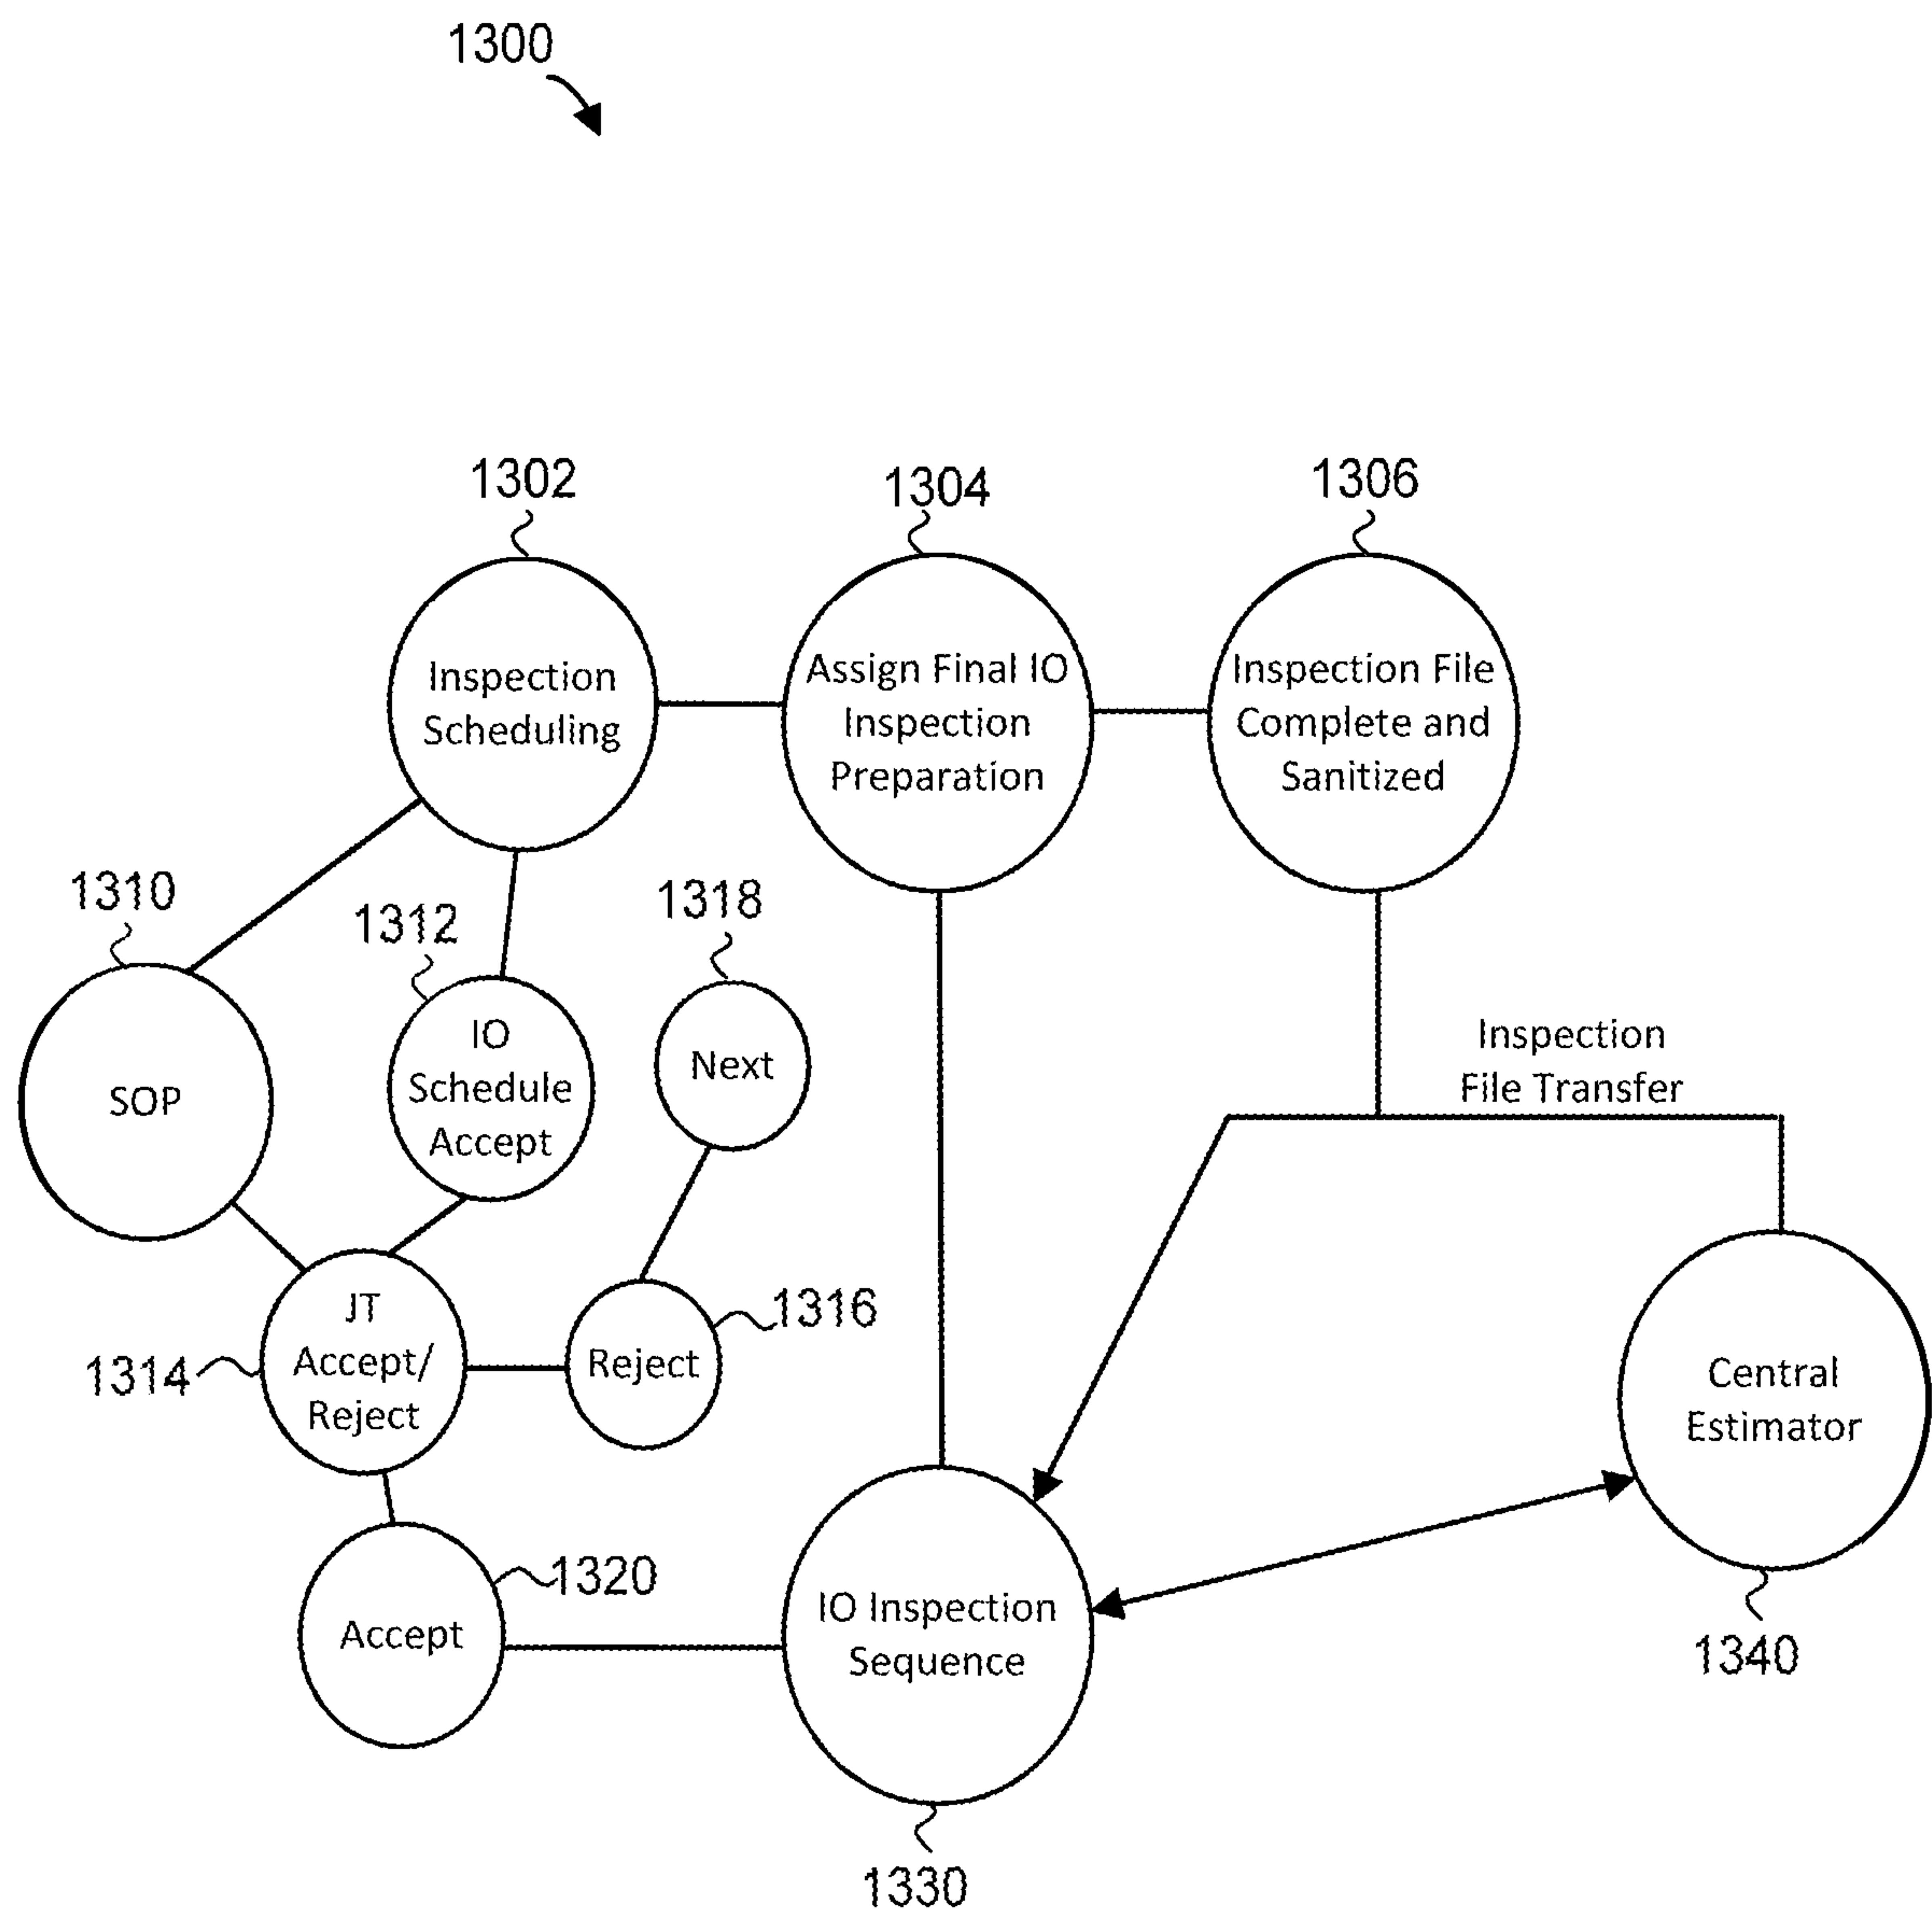 1300
1302
1304
1306
Inspection
Scheduling
Assign Final IO
Inspection
Preparation
Inspection File
Complete and
Sanitized
1310
1312
1318
SOP
IO
Schedule
Accept
Next
Inspection
File Transfer
JT
Accept/
Reject
1314
Reject
1316
Central
Estimator
Accept
1320
IO Inspection
Sequence
1340
1330